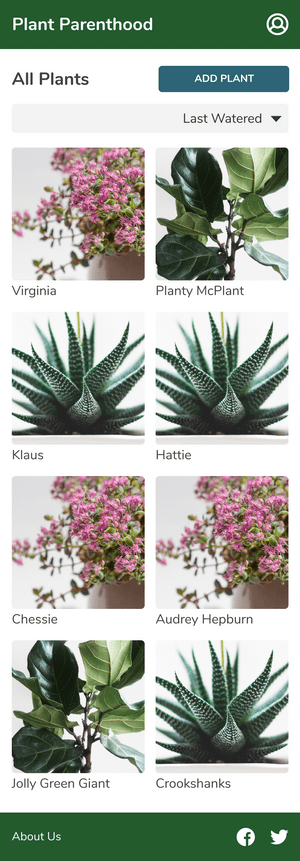 Plant Parenthood
All Plants
ADD PLANT
Last Watered
Virginia
Planty McPlant
Klaus
Hattie
Chessie
Audrey Hepburn
Jolly Green Giant
Crookshanks
About Us